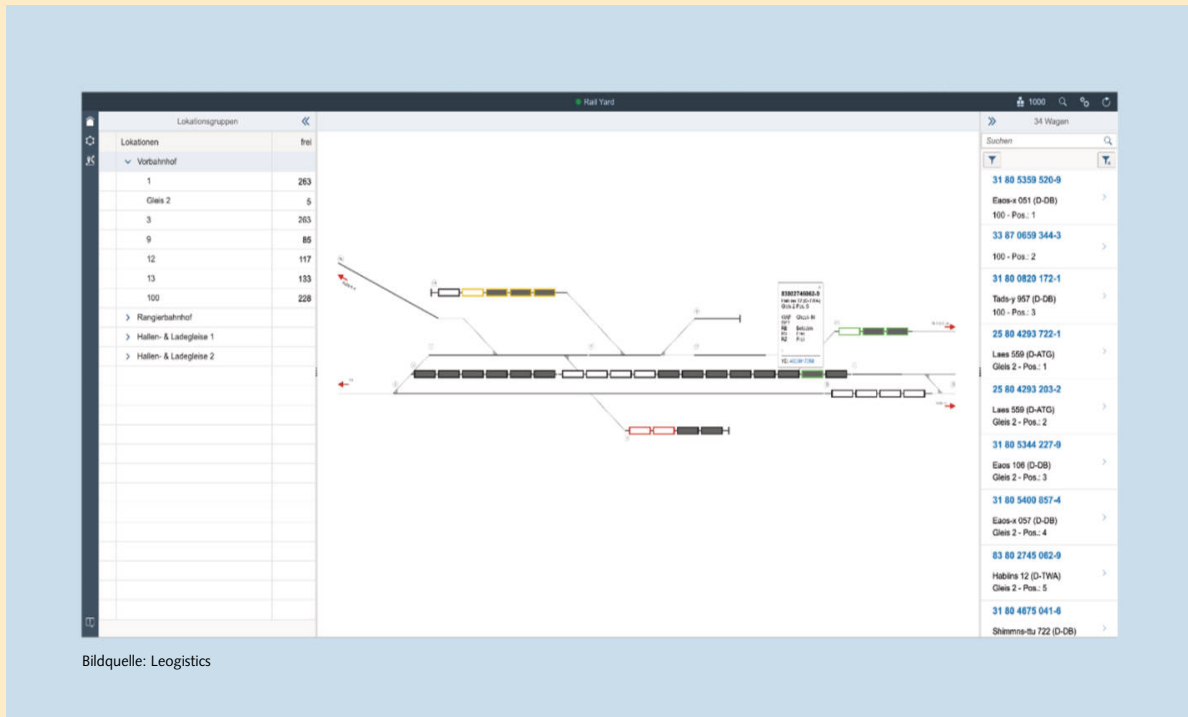 Rail Yard
1000
Lokationsgruppen
34 Wagen
Lokationen frei
Suchen
Vorbahnhof
1 263
Gleis 2 5
3 263
9 85
12 117
13 133
100 228
Rangierbahnhof
Hallen- & Ladegleise 1
Hallen- & Ladegleise 2
Gleis 2 Pos. 5
31 80 5359 520-9
Eaos-x 051 (D-DB)
100 - Pos.: 1
33 87 0659 344-3
100 - Pos.: 2
31 80 0820 172-1
Tads-y 957 (D-DB)
100 - Pos.: 3
25 80 4293 722-1
Laes 559 (D-ATG)
Gleis 2 - Pos.: 1
25 80 4293 203-2
Laes 559 (D-ATG)
Gleis 2 - Pos.: 2
31 80 5344 227-9
Eaos 106 (D-DB)
Gleis 2 - Pos.: 3
31 80 5400 857-4
Eaos-x 057 (D-DB)
Gleis 2 - Pos.: 4
83 80 2745 062-9
Habiins 12 (D-TWA)
Gleis 2 - Pos.: 5
31 80 4675 041-6
Shimmns-ttu 722 (D-DB)
Bildquelle: Leogistics